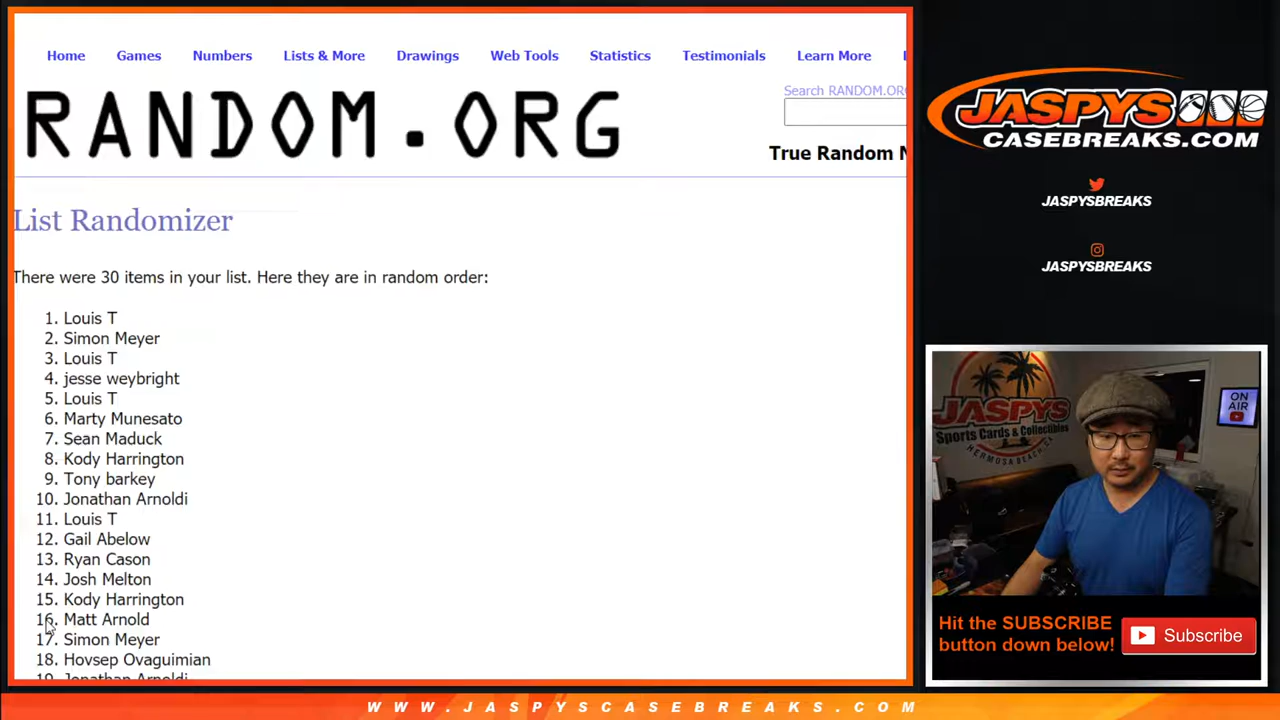 Home Games Numbers Lists & More Drawings Web Tools Statistics Testimonials Learn More
RANDOM.ORG
Search RANDOM.ORG
True Random N
List Randomizer
There were 30 items in your list. Here they are in random order:
1. Louis T
2. Simon Meyer
3. Louis T
4. jesse weybright
5. Louis T
6. Marty Munesato
7. Sean Maduck
8. Kody Harrington
9. Tony barkey
10. Jonathan Arnoldi
11. Louis T
12. Gail Abelow
13. Ryan Cason
14. Josh Melton
15. Kody Harrington
16. Matt Arnold
17. Simon Meyer
18. Hovsep Ovaguimian
19. Jonathan Arnoldi
JASPYS
CASEBREAKS.COM
JASPYSBREAKS
JASPYSBREAKS
JASPYS
Sports Cards & Collectibles
HERMOSA BEACH, CA
ON
AIR
Hit the SUBSCRIBE
button down below!
Subscribe
WWW.JASPYSCASEBREAKS.COM